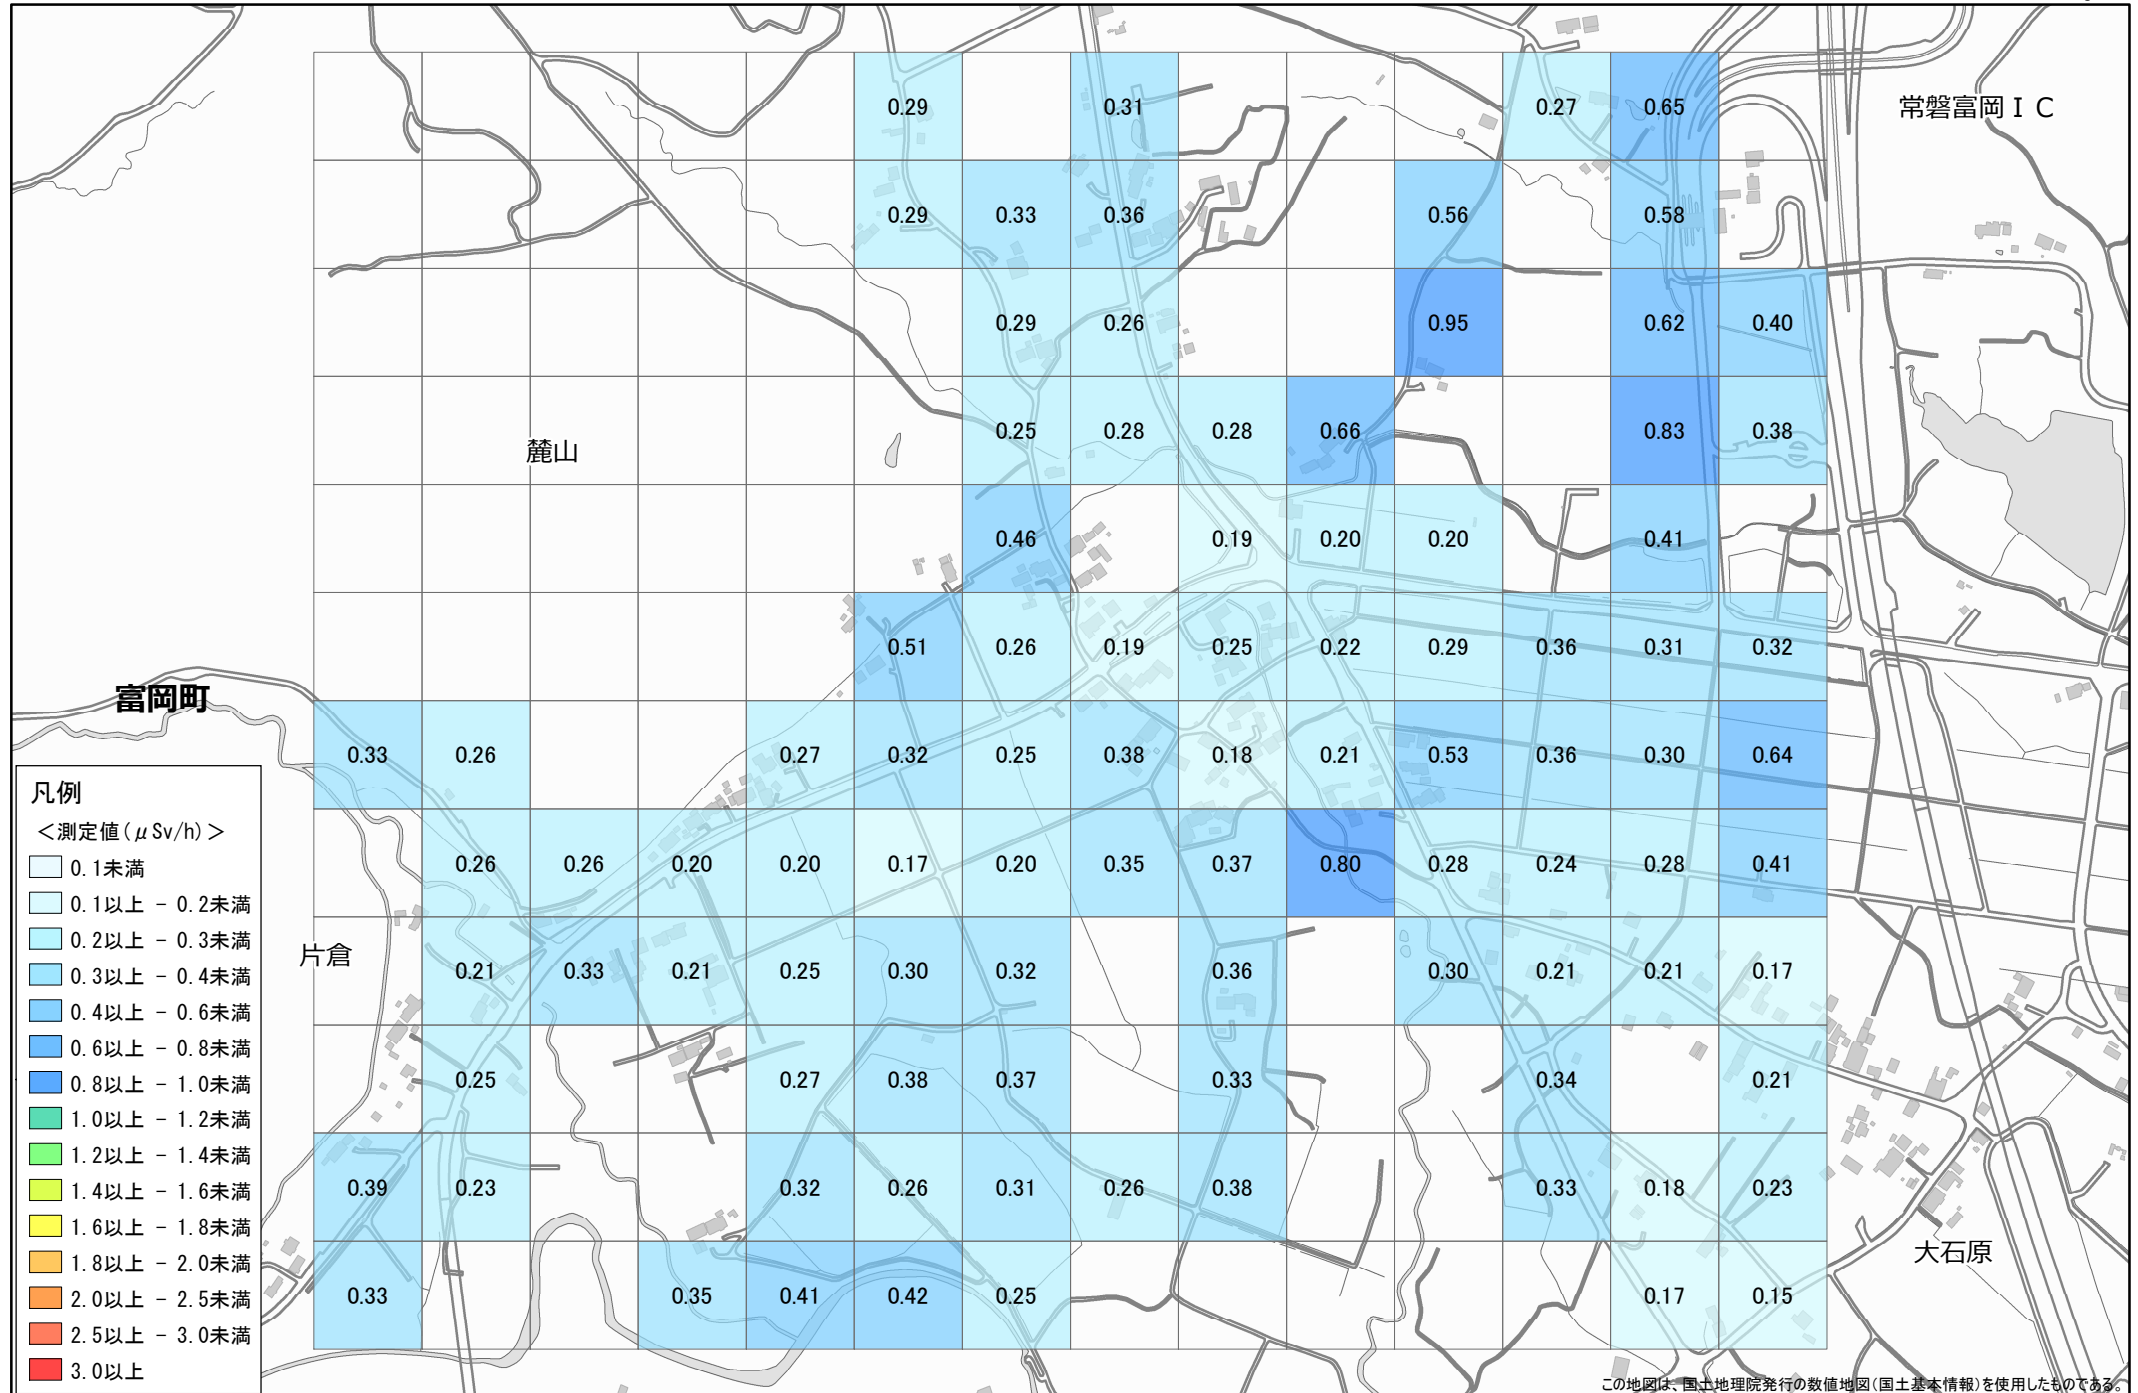 常磐富岡ＩＣ
0.29 0.31 0.27 0.65
0.29 0.33 0.36 0.56 0.58
0.29 0.26 0.95 0.62 0.40
0.25 0.28 0.28 0.66 0.83 0.38
麓山
0.46 0.19 0.20 0.20 0.41
0.51 0.26 0.19 0.25 0.22 0.29 0.36 0.31 0.32
富岡町
0.33 0.26 0.27 0.32 0.25 0.38 0.18 0.21 0.53 0.36 0.30 0.64
0.26 0.26 0.20 0.20 0.17 0.20 0.35 0.37 0.80 0.28 0.24 0.28 0.41
片倉
0.21 0.33 0.21 0.25 0.30 0.32 0.36 0.30 0.21 0.21 0.17
0.25 0.27 0.38 0.37 0.33 0.34 0.21
0.39 0.23 0.32 0.26 0.31 0.26 0.38 0.33 0.18 0.23
大石原
0.33 0.35 0.41 0.42 0.25 0.17 0.15
凡例
＜測定値(μSv/h)＞
0.1未満
0.1以上 － 0.2未満
0.2以上 － 0.3未満
0.3以上 － 0.4未満
0.4以上 － 0.6未満
0.6以上 － 0.8未満
0.8以上 － 1.0未満
1.0以上 － 1.2未満
1.2以上 － 1.4未満
1.4以上 － 1.6未満
1.6以上 － 1.8未満
1.8以上 － 2.0未満
2.0以上 － 2.5未満
2.5以上 － 3.0未満
3.0以上
この地図は、国土地理院発行の数値地図(国土基本情報)を使用したものである。